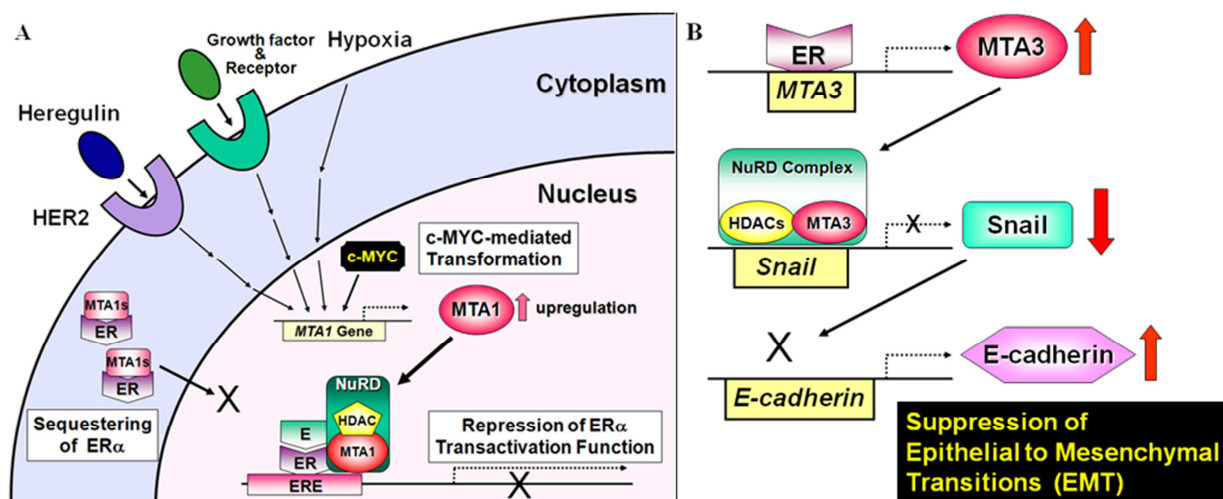 A
Growth factor
&
Receptor
Hypoxia
Heregulin
Cytoplasm
HER2
Nucleus
c-MYC
c-MYC-mediated
Transformation
MTA1
upregulation
MTA1 Gene
MTA1s
ER
MTA1s
ER
X
Sequestering
of ERα
NuRD
HDAC
E
ER
MTA1
ERE
Repression of ERα
Transactivation Function
X
B
ER
MTA3
MTA3
NuRD Complex
HDACs
MTA3
X
Snail
Snail
X
E-cadherin
E-cadherin
Suppression of
Epithelial to Mesenchymal
Transitions (EMT)